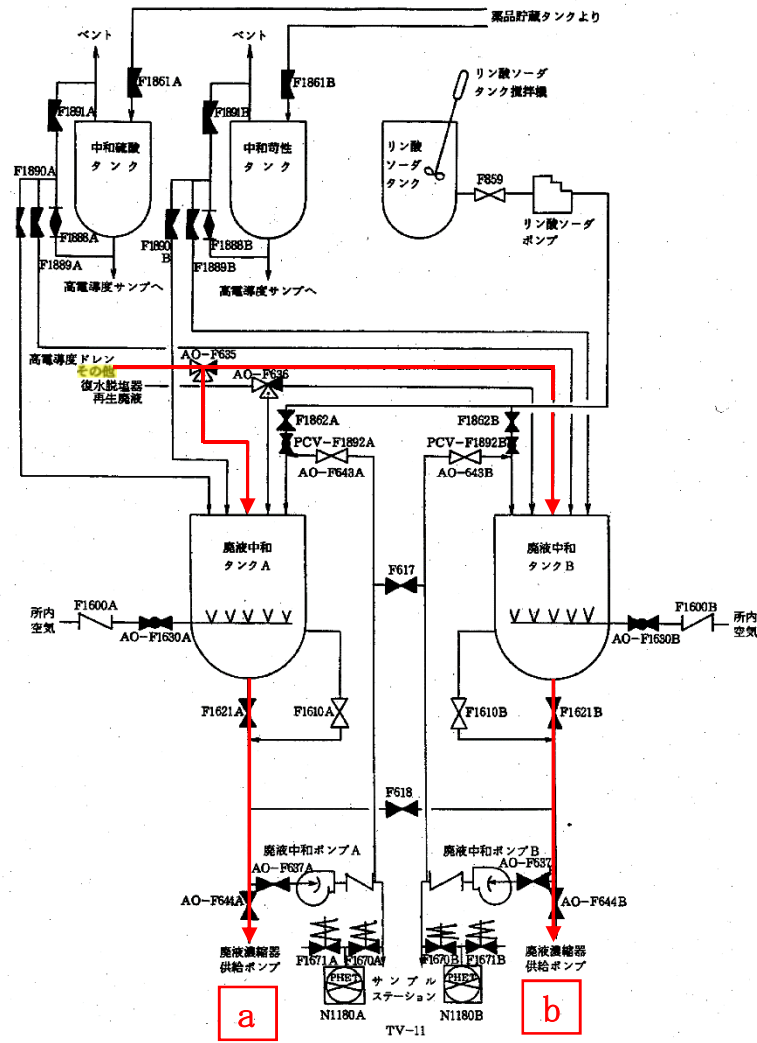 薬品貯蔵タンクより
ベント
ベント
F1861A
F1861B
リン酸ソーダ
タンク攪拌機
F1891A
F1891B
中和硫酸
タンク
中和苛性
タンク
リン酸
ソーダ
タンク
F859
リン酸ソーダ
ポンプ
F1890A
F1890B
F1888A
F1888B
F1889A
F1889B
高電導度サンプへ
高電導度サンプへ
高電導度ドレン
その他
復水脱塩器
再生廃液
AO-F635
AO-F636
F1862A
F1862B
PCV-F1892A
PCV-F1892B
AO-F643A
AO-643B
廃液中和
タンクA
廃液中和
タンクB
F617
F1600A
F1600B
所内
空気
所内
空気
AO-F1630A
AO-F1630B
F1621A
F1610A
F1610B
F1621B
F618
廃液中和ポンプA
廃液中和ポンプB
AO-F637A
AO-F637
AO-F644A
AO-F644B
廃液濃縮器
供給ポンプ
廃液濃縮器
供給ポンプ
F1671A
F1670A
F1670B
F1671B
PHET
PHET
サンプル
ステーション
N1180A
N1180B
a
b
TV-11